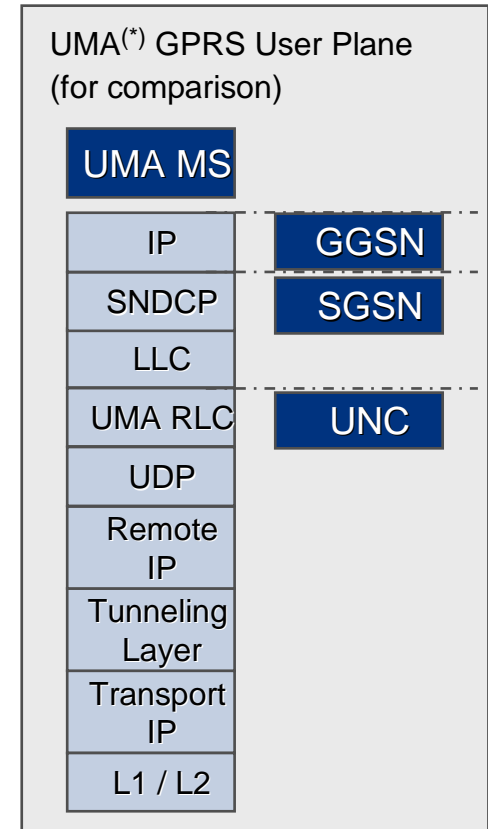 UMA(*) GPRS User Plane
(for comparison)
UMA MS
IP
GGSN
SNDCP
SGSN
LLC
UMA RLC
UNC
UDP
Remote
IP
Tunneling
Layer
Transport
IP
L1 / L2